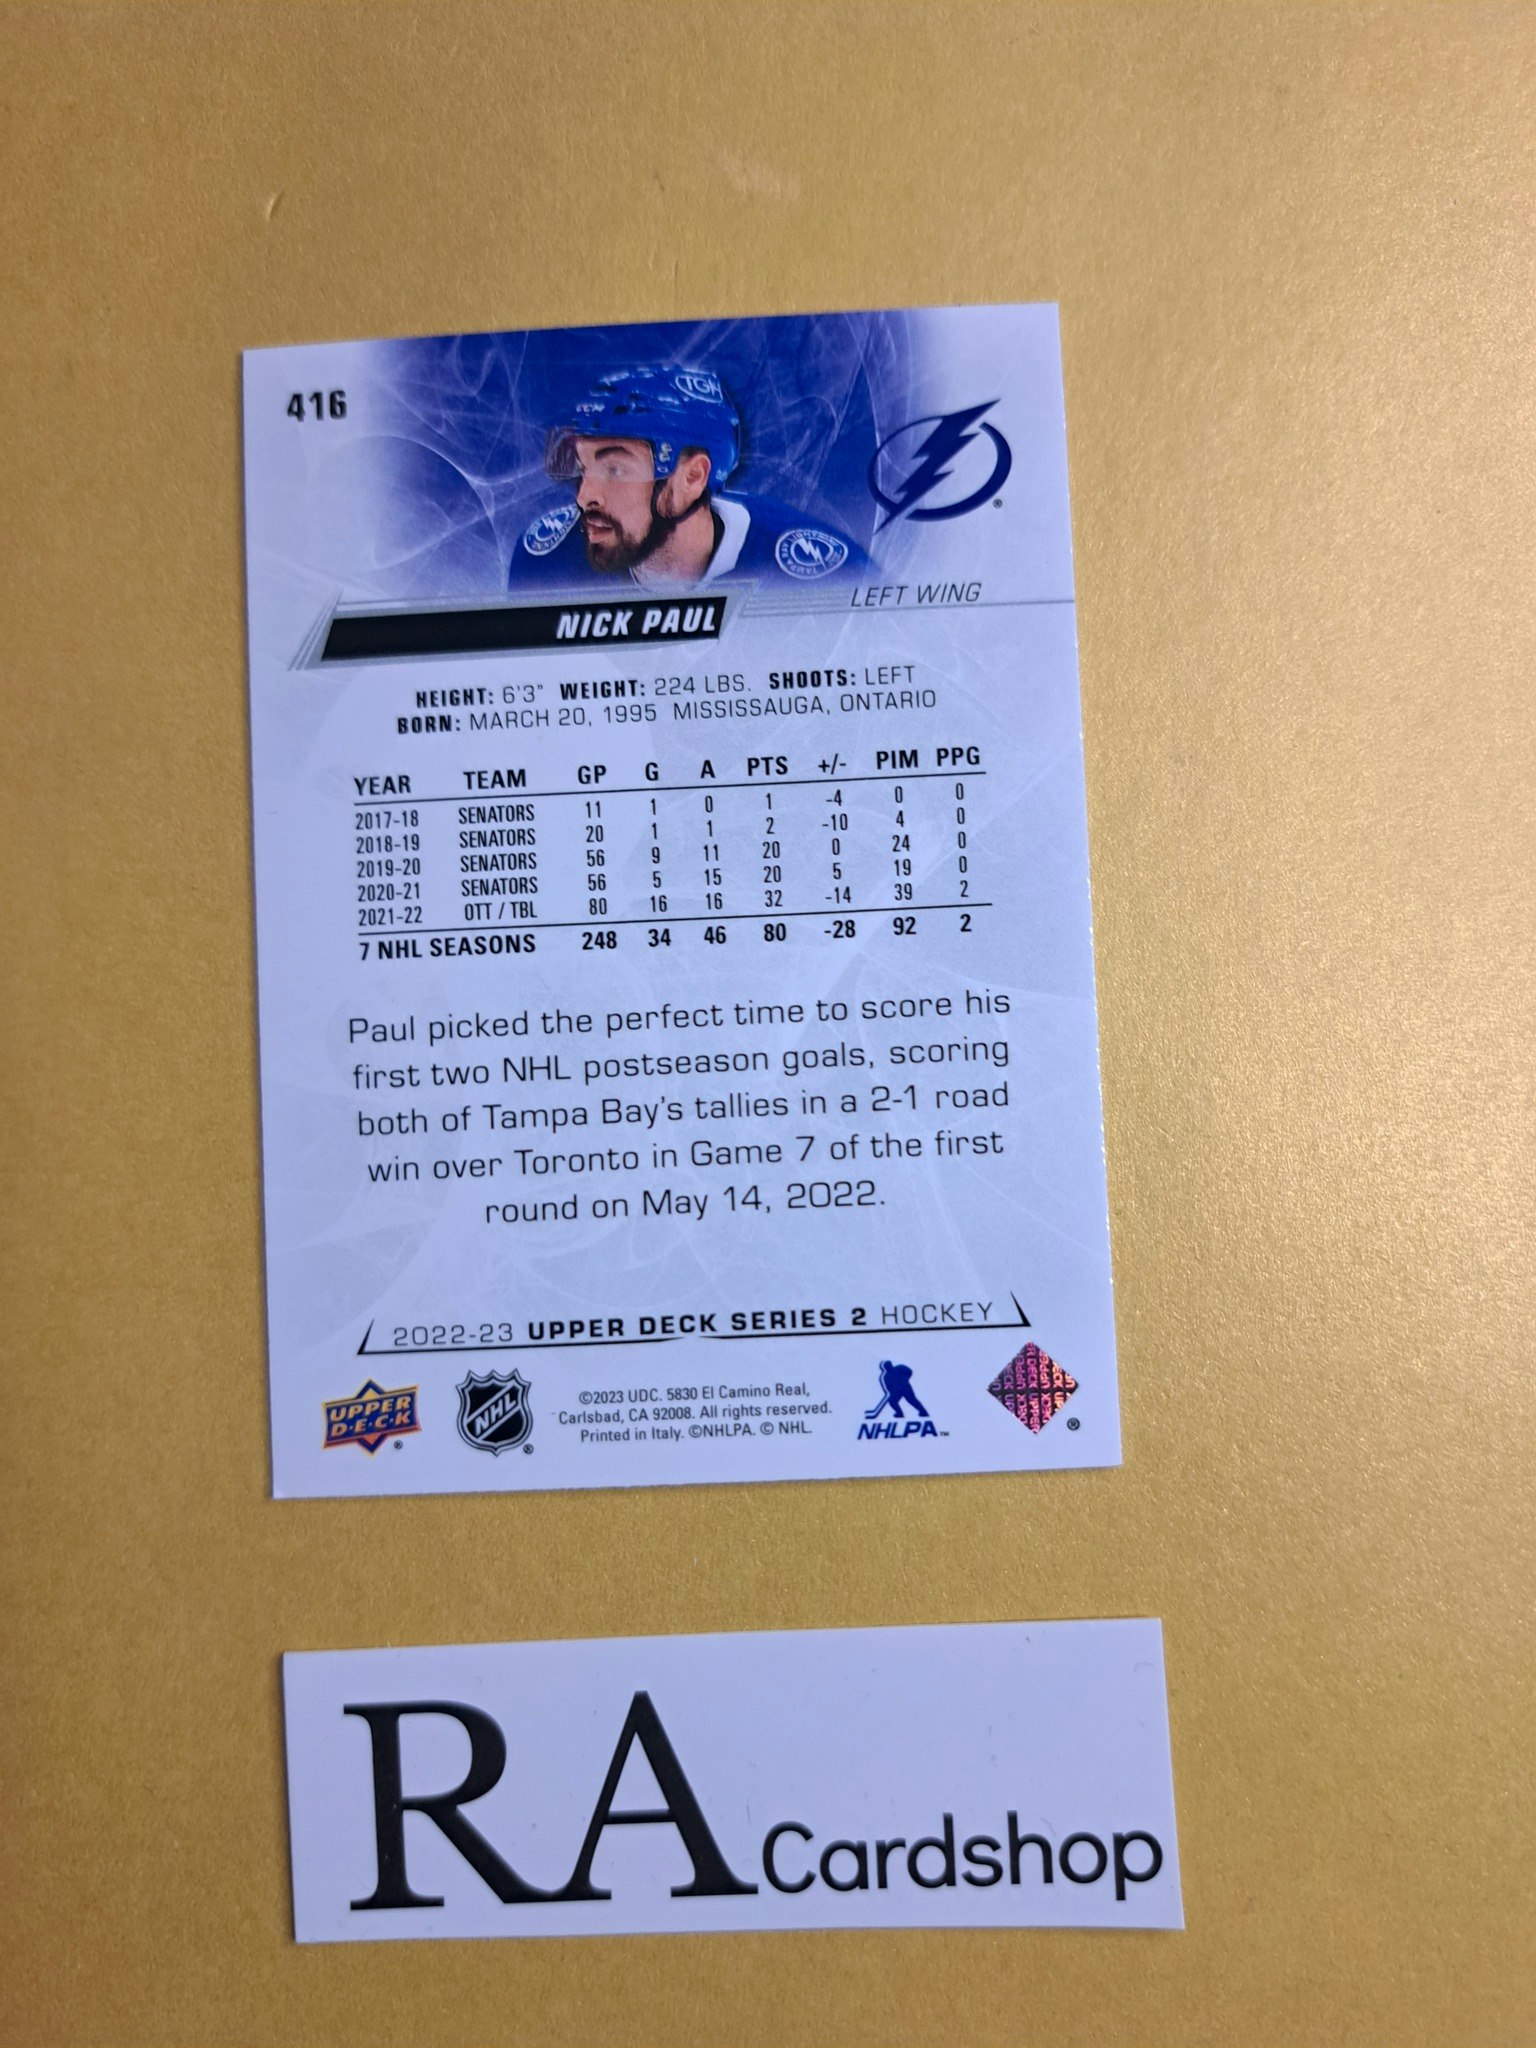 416
TGH
CCM
NICK PAUL
LEFT WING
HEIGHT: 6'3" WEIGHT: 224 LBS. SHOOTS: LEFT
BORN: MARCH 20, 1995 MISSISSAUGA, ONTARIO
YEAR TEAM GP G A PTS +/- PIM PPG
2017-18 SENATORS 11 1 0 1 -4 0 0
2018-19 SENATORS 20 1 1 2 -10 4 0
2019-20 SENATORS 56 9 11 20 0 24 0
2020-21 SENATORS 56 5 15 20 5 19 0
2021-22 OTT / TBL 80 16 16 32 -14 39 2
7 NHL SEASONS 248 34 46 80 -28 92 2
Paul picked the perfect time to score his
first two NHL postseason goals, scoring
both of Tampa Bay's tallies in a 2-1 road
win over Toronto in Game 7 of the first
round on May 14, 2022.
2022-23 UPPER DECK SERIES 2 HOCKEY
UPPER
D·E·C·K
®
NHL
®
©2023 UDC. 5830 El Camino Real,
Carlsbad, CA 92008. All rights reserved.
Printed in Italy. ©NHLPA. © NHL.
NHLPA™
®
RA Cardshop